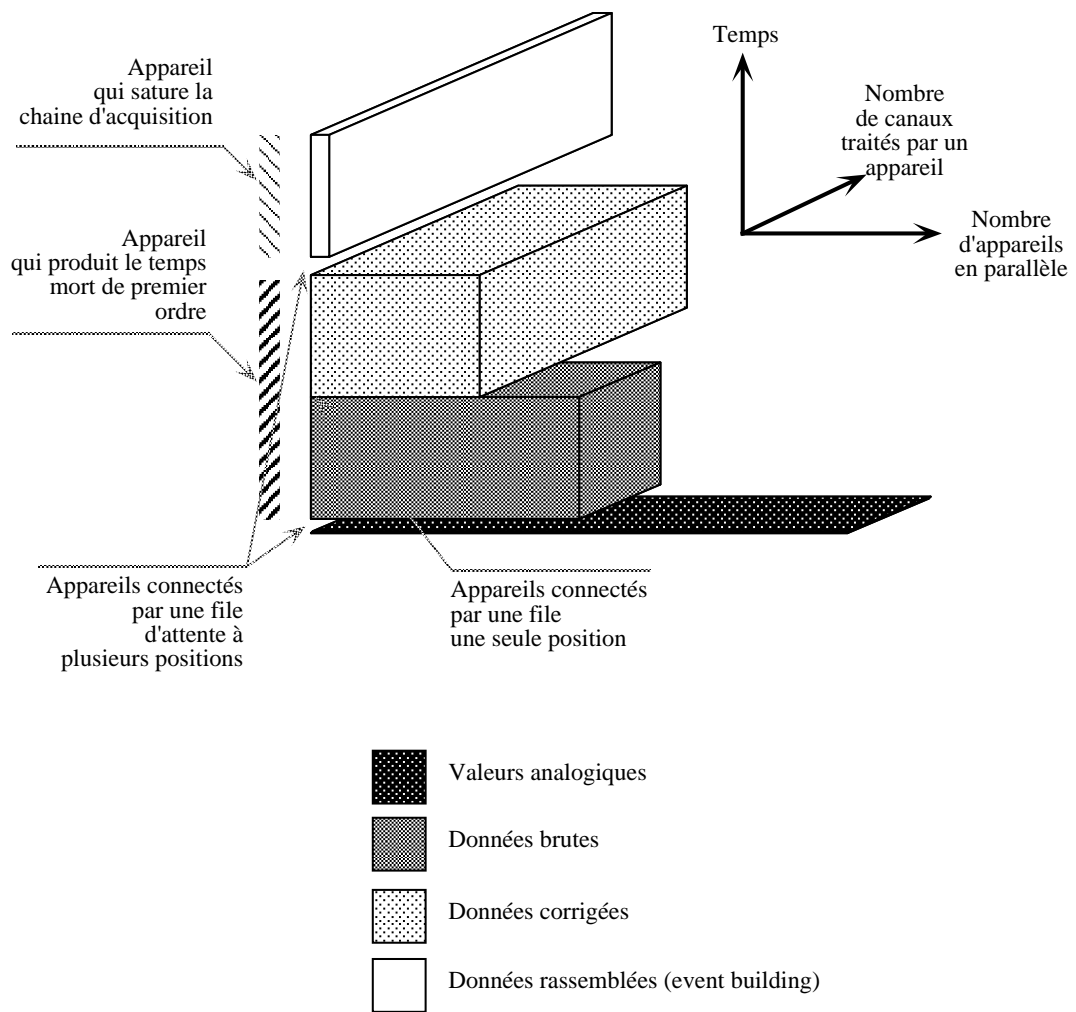 Temps
Appareil
qui sature la
chaine d'acquisition
Nombre
de canaux
traités par un
appareil
Nombre
d'appareils
en parallèle
Appareil
qui produit le temps
mort de premier
ordre
Appareils connectés
par une file
d'attente à
plusieurs positions
Appareils connectés
par une file
une seule position
Valeurs analogiques
Données brutes
Données corrigées
Données rassemblées (event building)